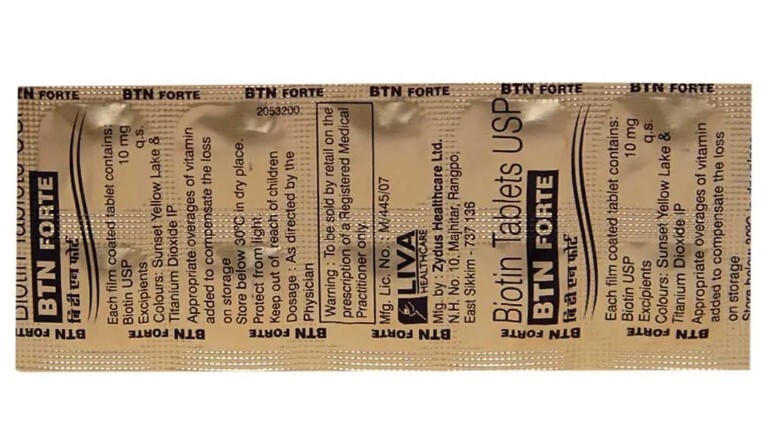 BTN FORTE BTN FORTE BTN FORTE BTN FORTE BTN FORTE
Biotin Tablets USP
BTN FORTE
बी टी एन फोर्ट
Each film coated tablet contains:
Biotin USP 10 mg
Excipients q.s.
Colours: Sunset Yellow Lake &
Titanium Dioxide IP
Appropriate overages of vitamin
added to compensate the loss
on storage
Store below 30°C in dry place.
Protect from light.
Keep out of reach of children
Dosage : As directed by the
Physician
2053200
Warning : To be sold by retail on the
prescription of a Registered Medical
Practitioner only.
Mfg. Lic. No. : M/445/07
LIVA
HEALTHCARE
Mfg. by : Zydus Healthcare Ltd.
N.H. No. 10, Majhitar, Rangpo,
East Sikkim - 737 136
Biotin Tablets USP
BTN FORTE
बी टी एन फोर्ट
Each film coated tablet contains:
Biotin USP 10 mg
Excipients q.s.
Colours: Sunset Yellow Lake &
Titanium Dioxide IP
Appropriate overages of vitamin
added to compensate the loss
on storage
BTN FORTE BTN FORTE BTN FORTE BTN FORTE BTN FORTE